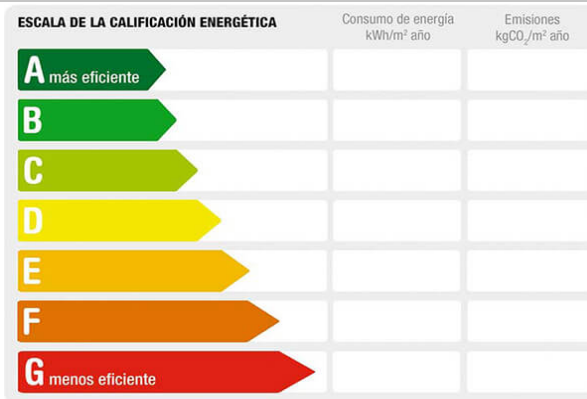 ESCALA DE LA CALIFICACIÓN ENERGÉTICA
Consumo de energía
kWh/m² año
Emisiones
kgCO₂/m² año
A más eficiente
B
C
D
E
F
G menos eficiente